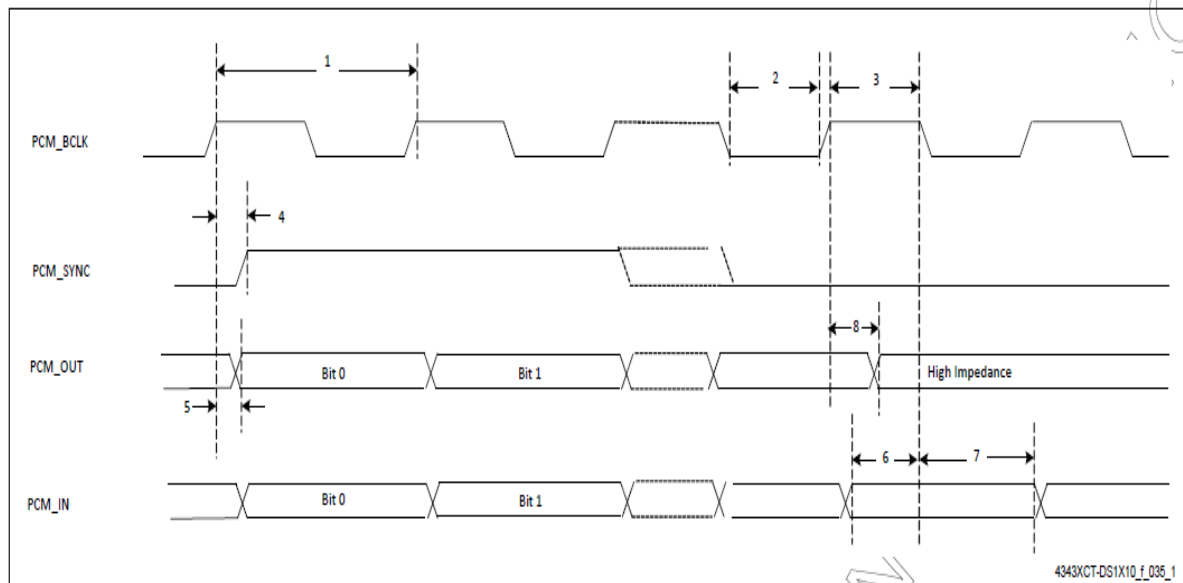 1
2
3
PCM_BCLK
4
PCM_SYNC
8
PCM_OUT
Bit 0
Bit 1
High Impedance
5
6
7
PCM_IN
Bit 0
Bit 1
4343XCT-DS1X10_f_035_1